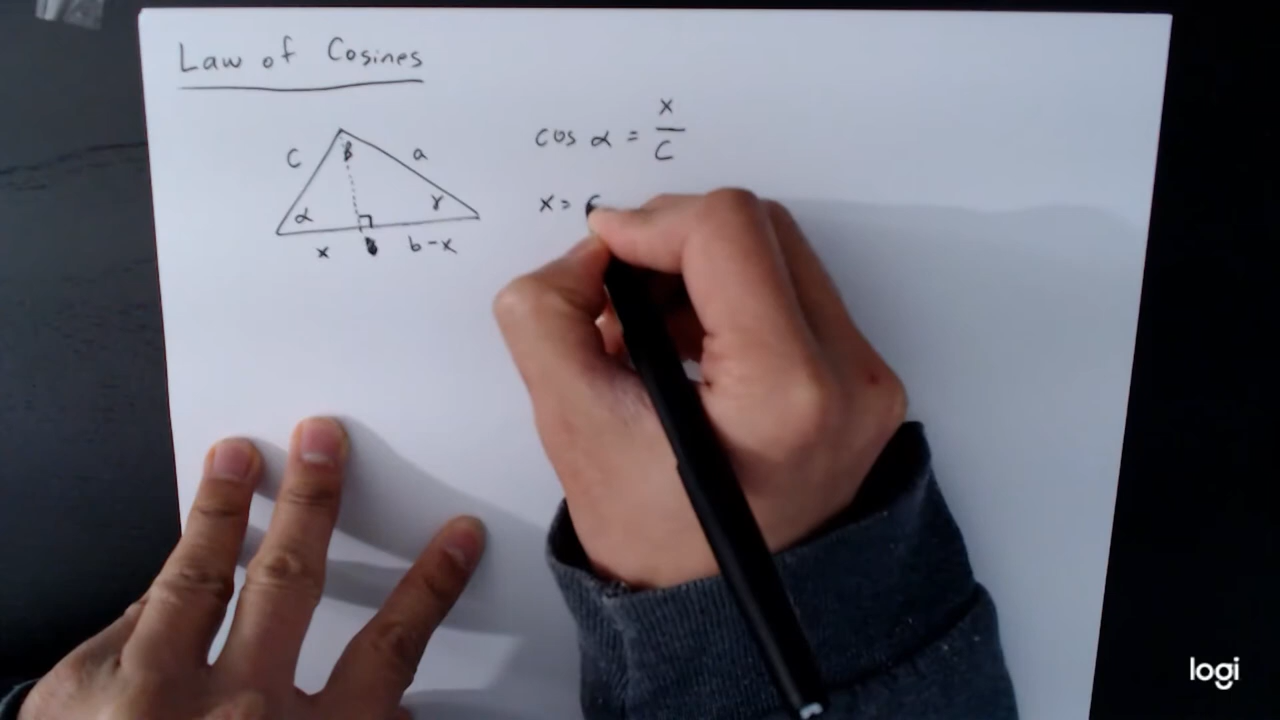 Law of Cosines
cos α = x/c
c β a
α γ
x b b-x
x = c
logi